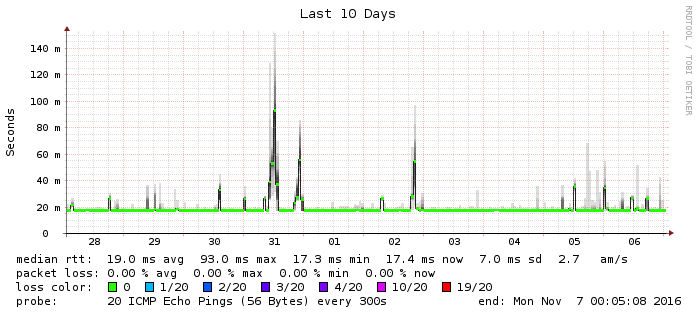 Last 10 Days
RRDTOOL / TOBI OETIKER
Seconds
140 m
120 m
100 m
80 m
60 m
40 m
20 m
0
28 29 30 31 01 02 03 04 05 06
median rtt: 19.0 ms avg 93.0 ms max 17.3 ms min 17.4 ms now 7.0 ms sd 2.7 am/s
packet loss: 0.00 % avg 0.00 % max 0.00 % min 0.00 % now
loss color: 0 1/20 2/20 3/20 4/20 10/20 19/20
probe: 20 ICMP Echo Pings (56 Bytes) every 300s end: Mon Nov 7 00:05:08 2016